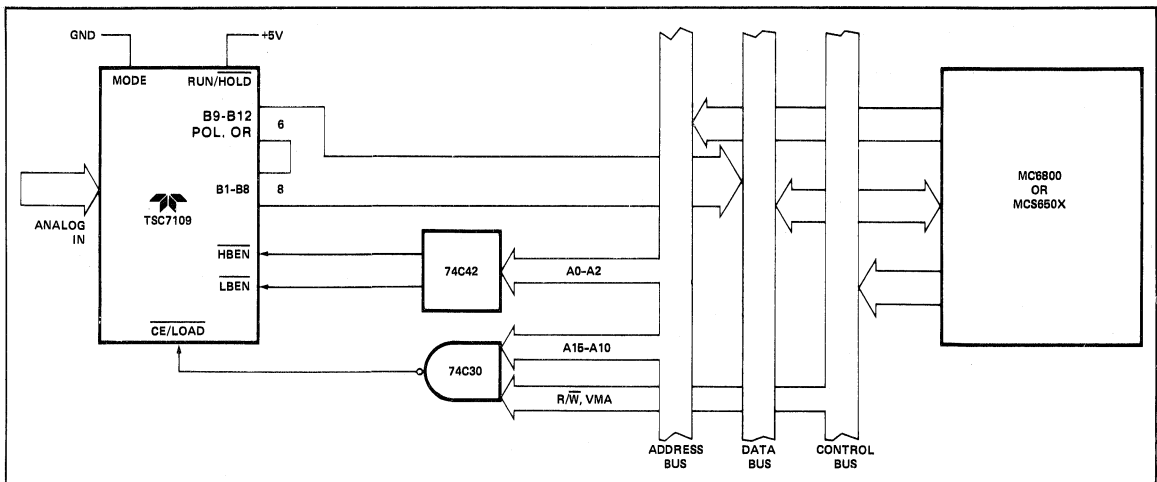 GND
+5V
MODE
RUN/HOLD
B9-B12
POL. OR
6
B1-B8
8
TSC7109
ANALOG
IN
HBEN
LBEN
CE/LOAD
74C42
A0-A2
A15-A10
74C30
R/W, VMA
ADDRESS
BUS
DATA
BUS
CONTROL
BUS
MC6800
OR
MCS650X